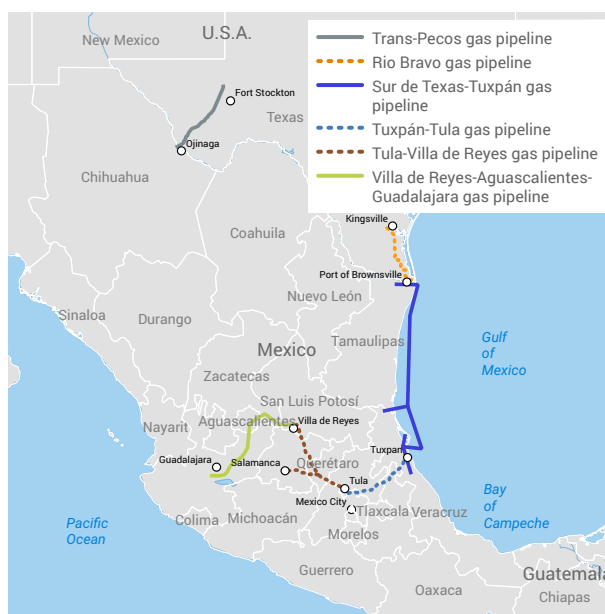 U.S.A.
New Mexico
Trans-Pecos gas pipeline
Rio Bravo gas pipeline
Sur de Texas-Tuxpán gas
pipeline
Tuxpán-Tula gas pipeline
Tula-Villa de Reyes gas pipeline
Villa de Reyes-Aguascalientes-
Guadalajara gas pipeline
Fort Stockton
Texas
Ojinaga
Chihuahua
Kingsville
Coahuila
Port of Brownsville
Nuevo León
Sinaloa
Durango
Tamaulipas
Gulf
of
Mexico
Mexico
Zacatecas
San Luis Potosí
Nayarit
Aguascalientes
Villa de Reyes
Tuxpan
Guadalajara
Salamanca
Querétaro
Tula
Mexico City
Bay
of Campeche
Pacific
Ocean
Colima
Michoacán
Tlaxcala
Veracruz
Morelos
Guerrero
Oaxaca
Guatemala
Chiapas